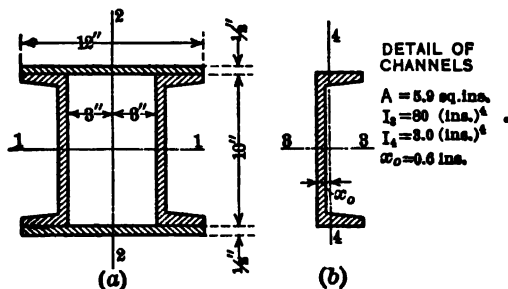 2
12"
1/2"
3" 3"
1 1
10"
2
1/2"
(a)
4
3 3
x₀
4
(b)
DETAIL OF
CHANNELS
A = 5.9 sq.ins.
I₃ = 80 (ins.)⁴
I₄ = 3.0 (ins.)⁴
x₀ = 0.6 ins.